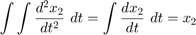 ∫ ∫ d²x₂/dt² dt = ∫ dx₂/dt dt = x₂